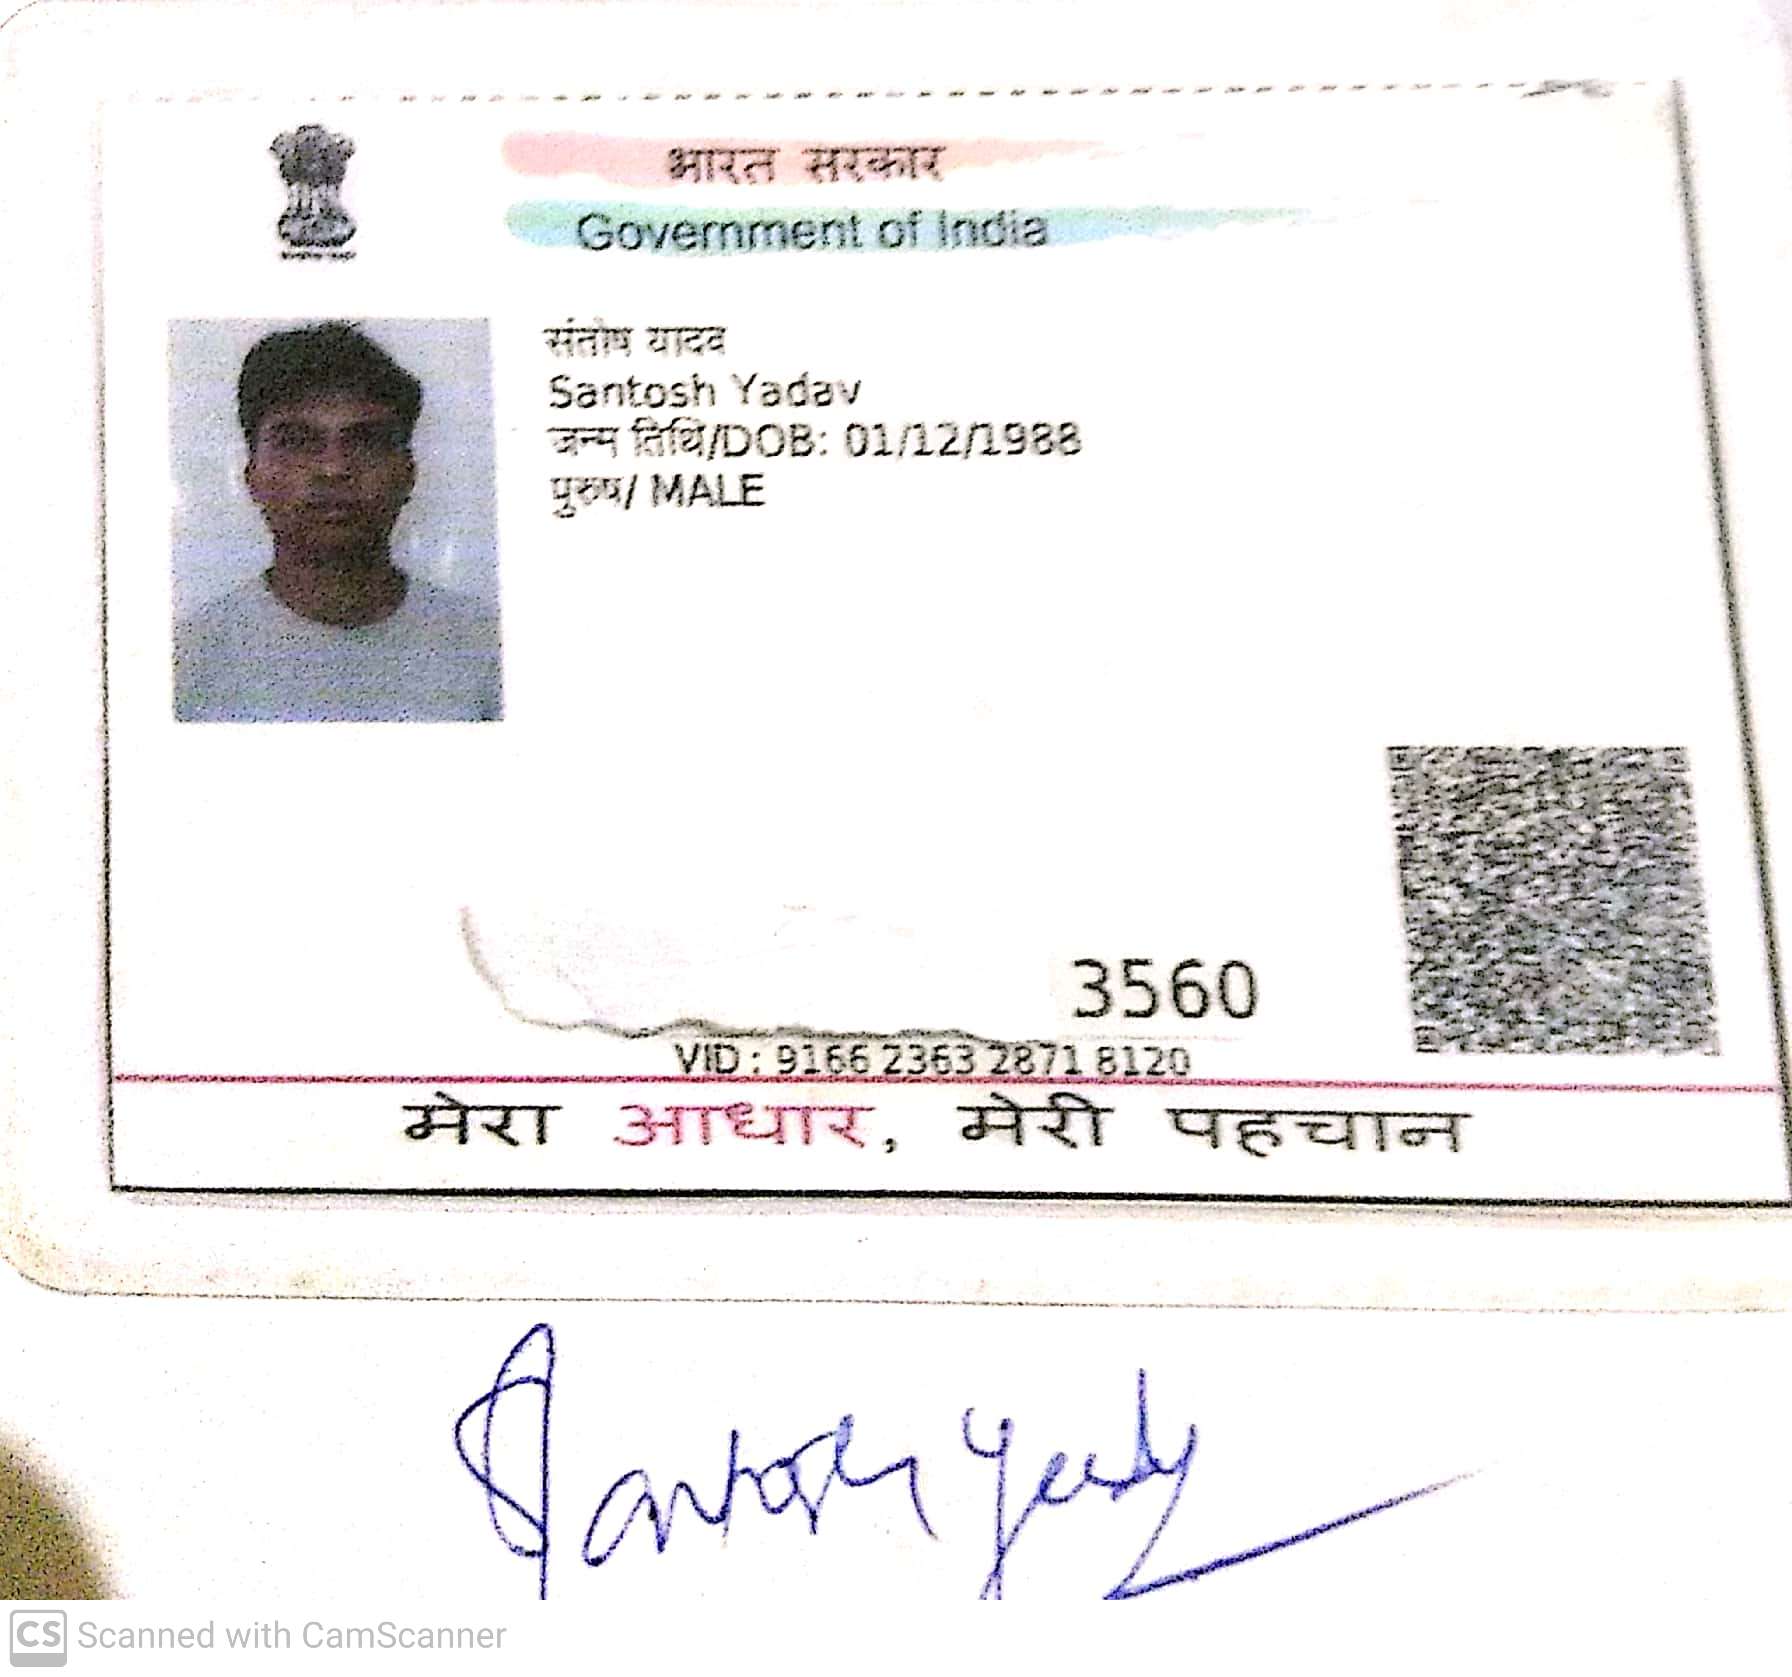 भारत सरकार
Government of India
संतोष यादव
Santosh Yadav
जन्म तिथि/DOB: 01/12/1988
पुरुष/ MALE
3560
VID : 9166 2363 2871 8120
मेरा आधार, मेरी पहचान
Santosh Yadav
CS Scanned with CamScanner